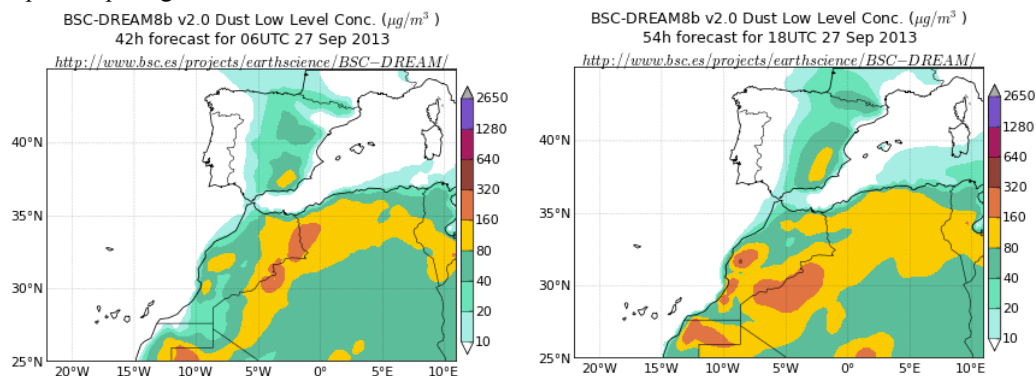 BSC-DREAM8b v2.0 Dust Low Level Conc. (μg/m³ )
42h forecast for 06UTC 27 Sep 2013
http://www.bsc.es/projects/earthscience/BSC−DREAM/
40°N
35°N
30°N
25°N
20°W 15°W 10°W 5°W 0°E 5°E 10°E
2650
1280
640
320
160
80
40
20
10
BSC-DREAM8b v2.0 Dust Low Level Conc. (μg/m³ )
54h forecast for 18UTC 27 Sep 2013
http://www.bsc.es/projects/earthscience/BSC−DREAM/
40°N
35°N
30°N
25°N
20°W 15°W 10°W 5°W 0°E 5°E 10°E
2650
1280
640
320
160
80
40
20
10